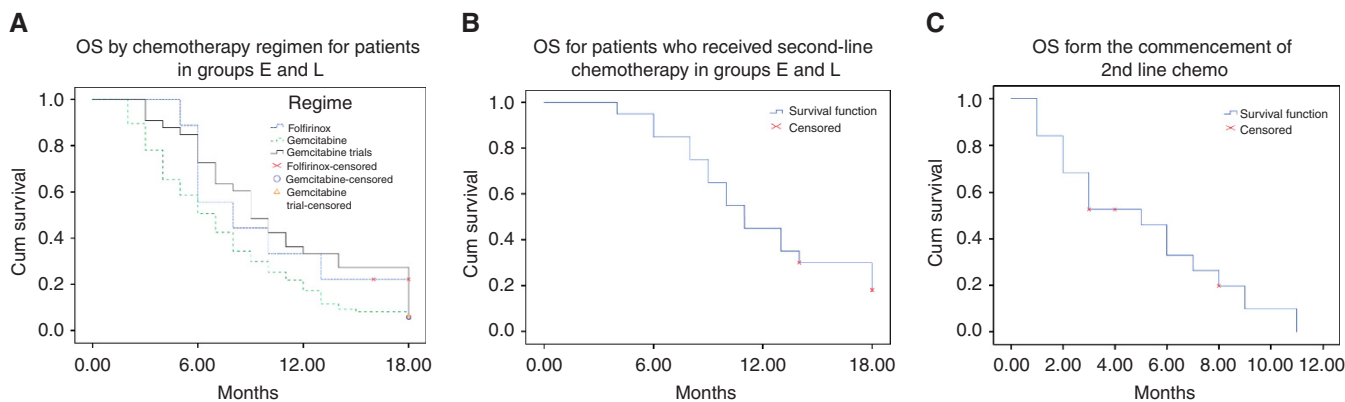 A
OS by chemotherapy regimen for patients
in groups E and L
Cum survival
1.0
0.8
0.6
0.4
0.2
0.0
Regime
Folfirinox
Gemcitabine
Gemcitabine trials
Folfirinox-censored
Gemcitabine-censored
Gemcitabine
trial-censored
0.00 6.00 12.00 18.00
Months
B
OS for patients who received second-line
chemotherapy in groups E and L
Cum survival
1.0
0.8
0.6
0.4
0.2
0.0
Survival function
Censored
0.00 6.00 12.00 18.00
Months
C
OS form the commencement of
2nd line chemo
Cum survival
1.0
0.8
0.6
0.4
0.2
0.0
Survival function
Censored
0.00 2.00 4.00 6.00 8.00 10.00 12.00
Months